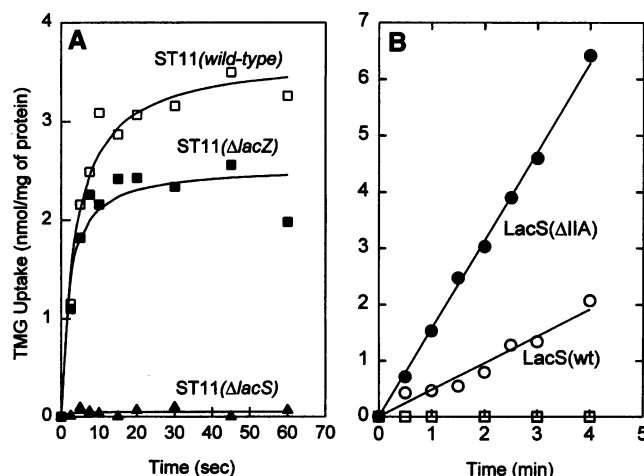 TMG Uptake (nmol/mg of protein)
A
4
3
2
1
0
ST11(wild-type)
ST11(ΔlacZ)
ST11(ΔlacS)
0 10 20 30 40 50 60 70
Time (sec)
B
7
6
5
4
3
2
1
0
LacS(ΔIIA)
LacS(wt)
0 1 2 3 4 5
Time (min)